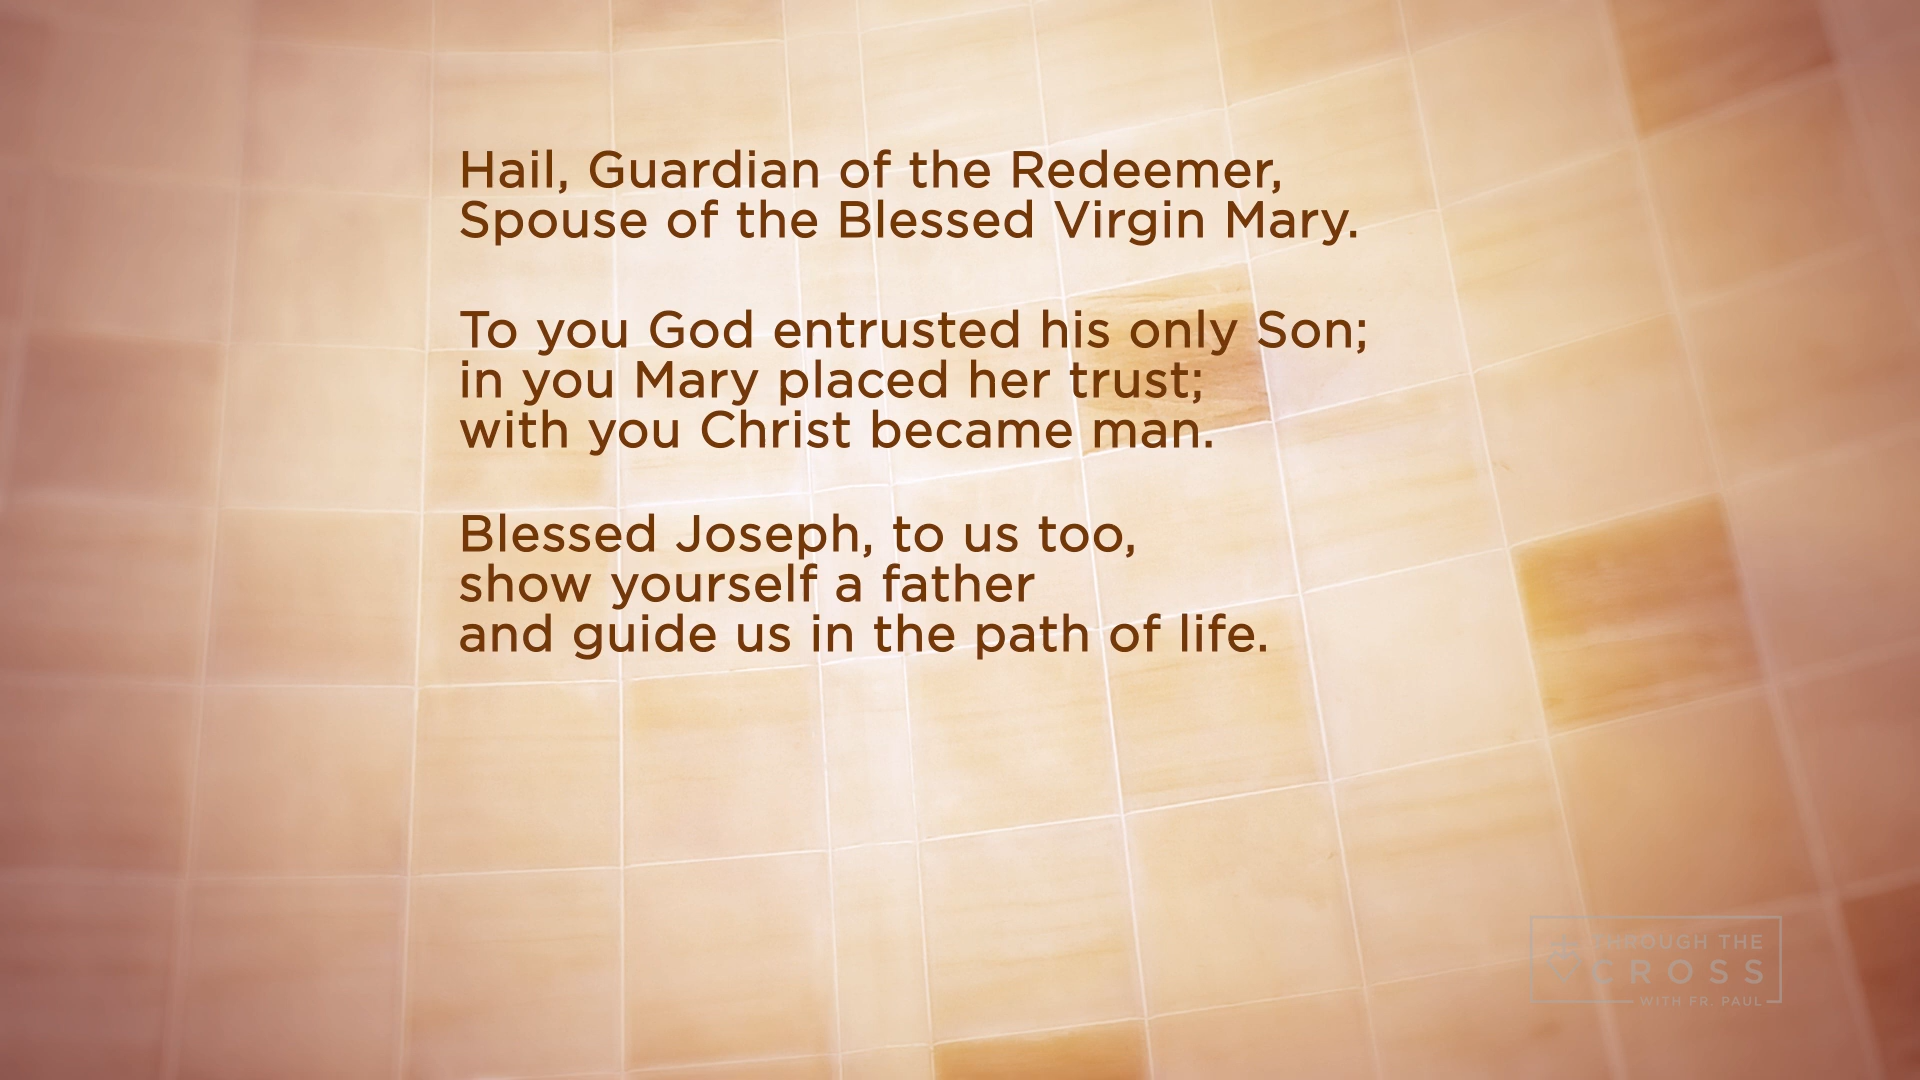 Hail, Guardian of the Redeemer,
Spouse of the Blessed Virgin Mary.
To you God entrusted his only Son;
in you Mary placed her trust;
with you Christ became man.
Blessed Joseph, to us too,
show yourself a father
and guide us in the path of life.
THROUGH THE
CROSS
WITH FR. PAUL